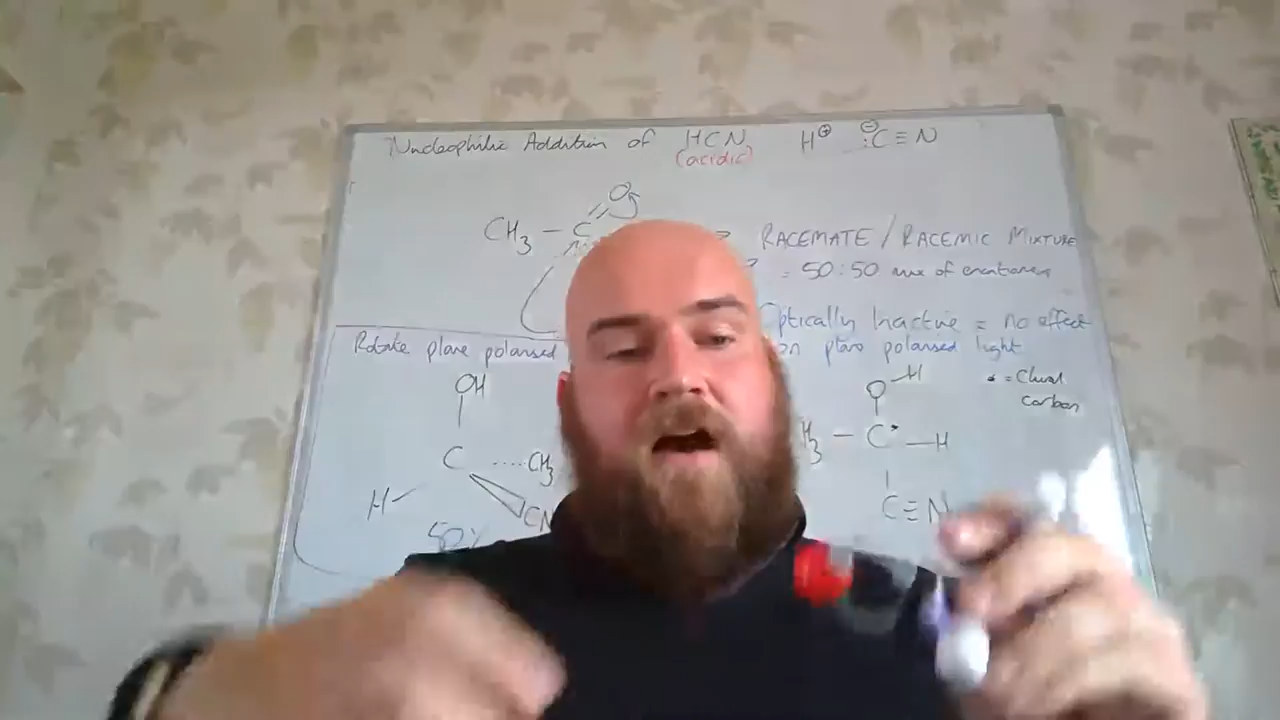 Nucleophilic Addition of HCN H⊕ ⊖:C≡N
(acidic)
O
CH3 – C
RACEMATE / RACEMIC MIXTURE
= 50:50 mix of enantiomers
Optically Inactive = no effect
on plane polarised light
Rotate plane polarised
OH
C CH3
H
CN
50%
* = Chiral
carbon
O–H
H3 – C* – H
C≡N